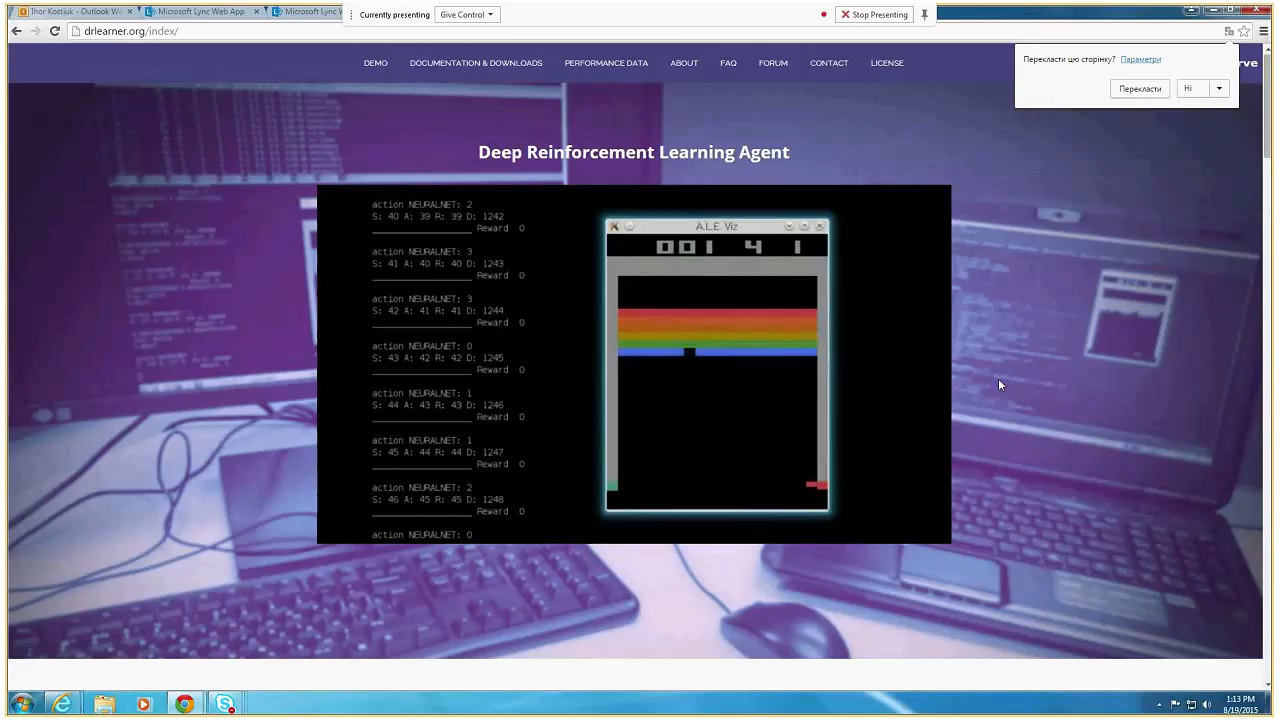 Ihor Kostiuk - Outlook We
Microsoft Lync Web App
Microsoft Lync W
Currently presenting
Give Control
Stop Presenting
drlearner.org/index/
DEMO
DOCUMENTATION & DOWNLOADS
PERFORMANCE DATA
ABOUT
FAQ
FORUM
CONTACT
LICENSE
rve
Перекласти цю сторінку? Параметри
Перекласти
Ні
Deep Reinforcement Learning Agent
action NEURALNET: 2
S: 40 A: 39 R: 39 D: 1242
Reward 0
action NEURALNET: 3
S: 41 A: 40 R: 40 D: 1243
Reward 0
action NEURALNET: 3
S: 42 A: 41 R: 41 D: 1244
Reward 0
action NEURALNET: 0
S: 43 A: 42 R: 42 D: 1245
Reward 0
action NEURALNET: 1
S: 44 A: 43 R: 43 D: 1246
Reward 0
action NEURALNET: 1
S: 45 A: 44 R: 44 D: 1247
Reward 0
action NEURALNET: 2
S: 46 A: 45 R: 45 D: 1248
Reward 0
action NEURALNET: 0
A.L.E. Viz
001 4 1
1:13 PM
8/19/2015